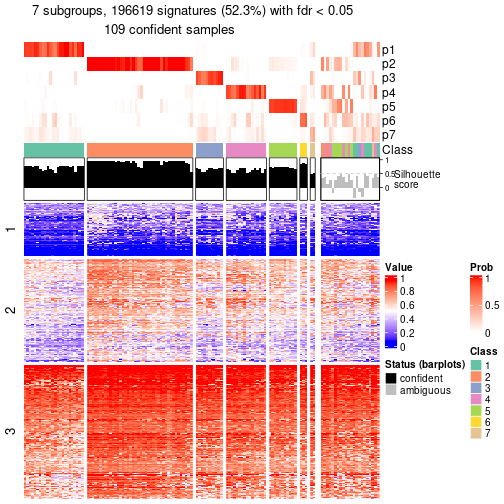 7 subgroups, 196619 signatures (52.3%) with fdr < 0.05
109 confident samples
p1
p2
p3
p4
p5
p6
p7
Class
1
0.5
0
Silhouette
score
1
2
3
Value
1
0.8
0.6
0.4
0.2
0
Status (barplots)
confident
ambiguous
Prob
1
0.5
0
Class
1
2
3
4
5
6
7